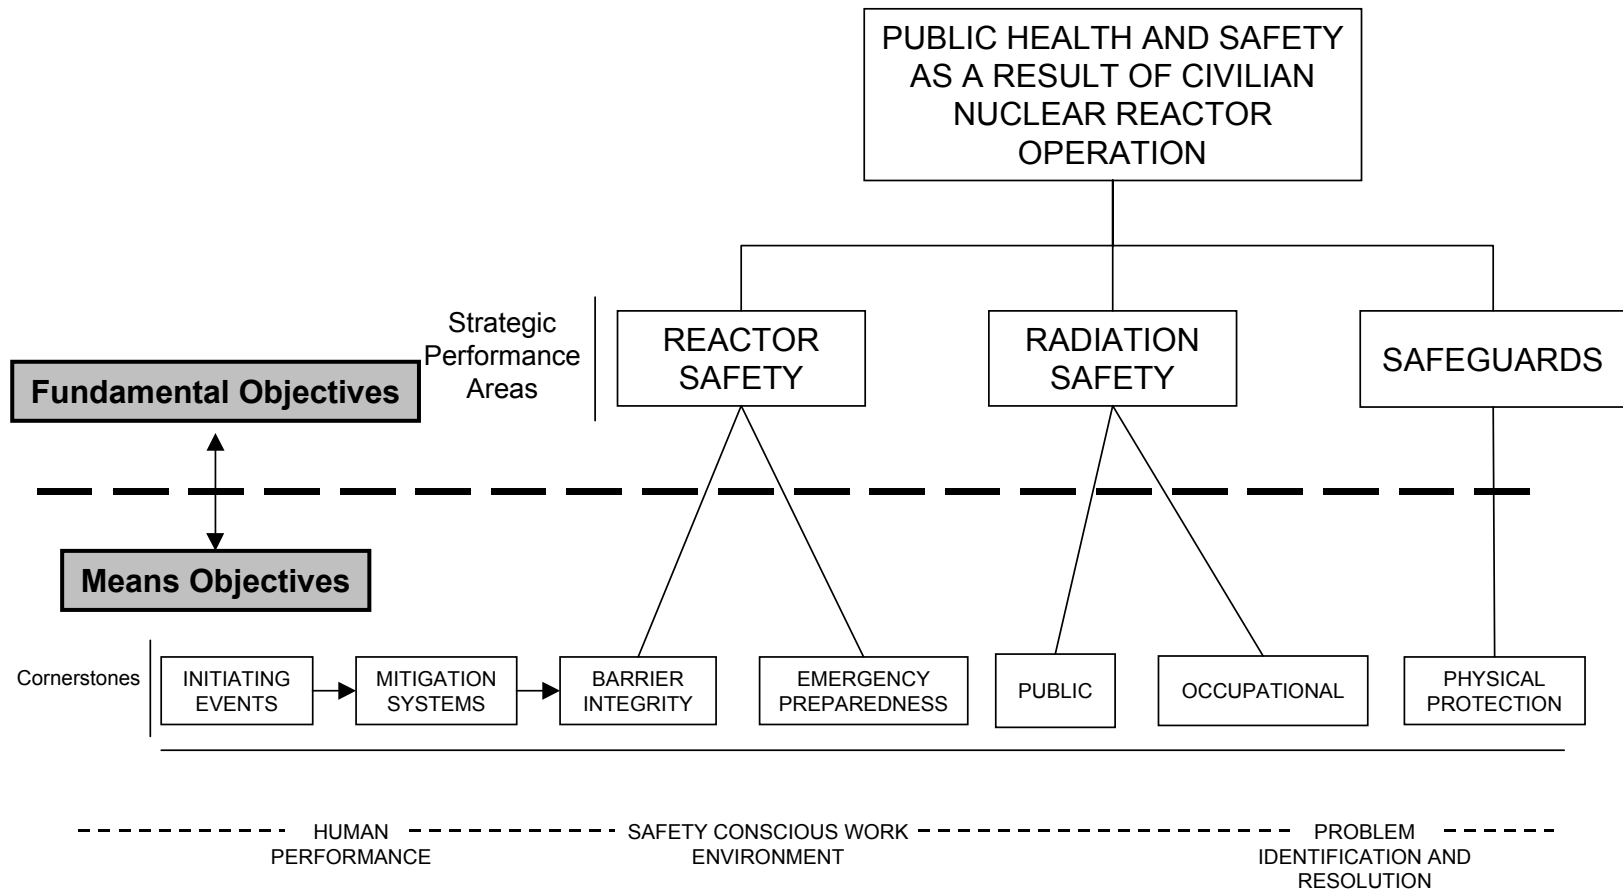 PUBLIC HEALTH AND SAFETY
AS A RESULT OF CIVILIAN
NUCLEAR REACTOR
OPERATION
Strategic
Performance
Areas
REACTOR
SAFETY
RADIATION
SAFETY
SAFEGUARDS
Fundamental Objectives
Means Objectives
Cornerstones
INITIATING
EVENTS
MITIGATION
SYSTEMS
BARRIER
INTEGRITY
EMERGENCY
PREPAREDNESS
PUBLIC
OCCUPATIONAL
PHYSICAL
PROTECTION
HUMAN
PERFORMANCE
SAFETY CONSCIOUS WORK
ENVIRONMENT
PROBLEM
IDENTIFICATION AND
RESOLUTION